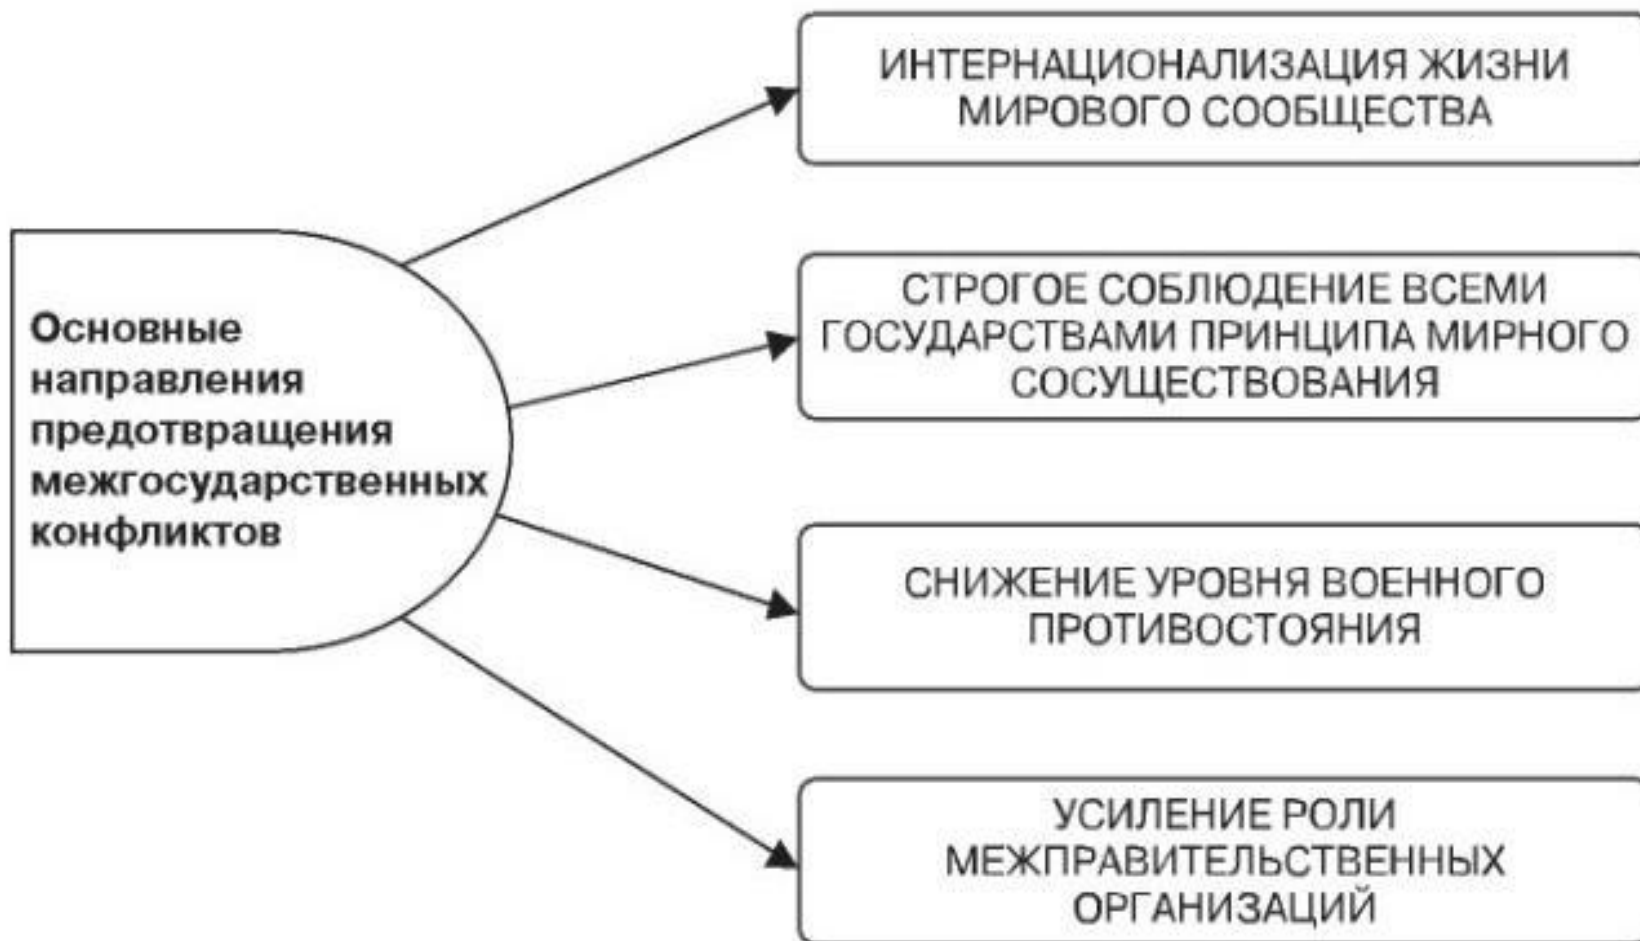 Основные
направления
предотвращения
межгосударственных
конфликтов
ИНТЕРНАЦИОНАЛИЗАЦИЯ ЖИЗНИ
МИРОВОГО СООБЩЕСТВА
СТРОГОЕ СОБЛЮДЕНИЕ ВСЕМИ
ГОСУДАРСТВАМИ ПРИНЦИПА МИРНОГО
СОСУЩЕСТВОВАНИЯ
СНИЖЕНИЕ УРОВНЯ ВОЕННОГО
ПРОТИВОСТОЯНИЯ
УСИЛЕНИЕ РОЛИ
МЕЖПРАВИТЕЛЬСТВЕННЫХ
ОРГАНИЗАЦИЙ